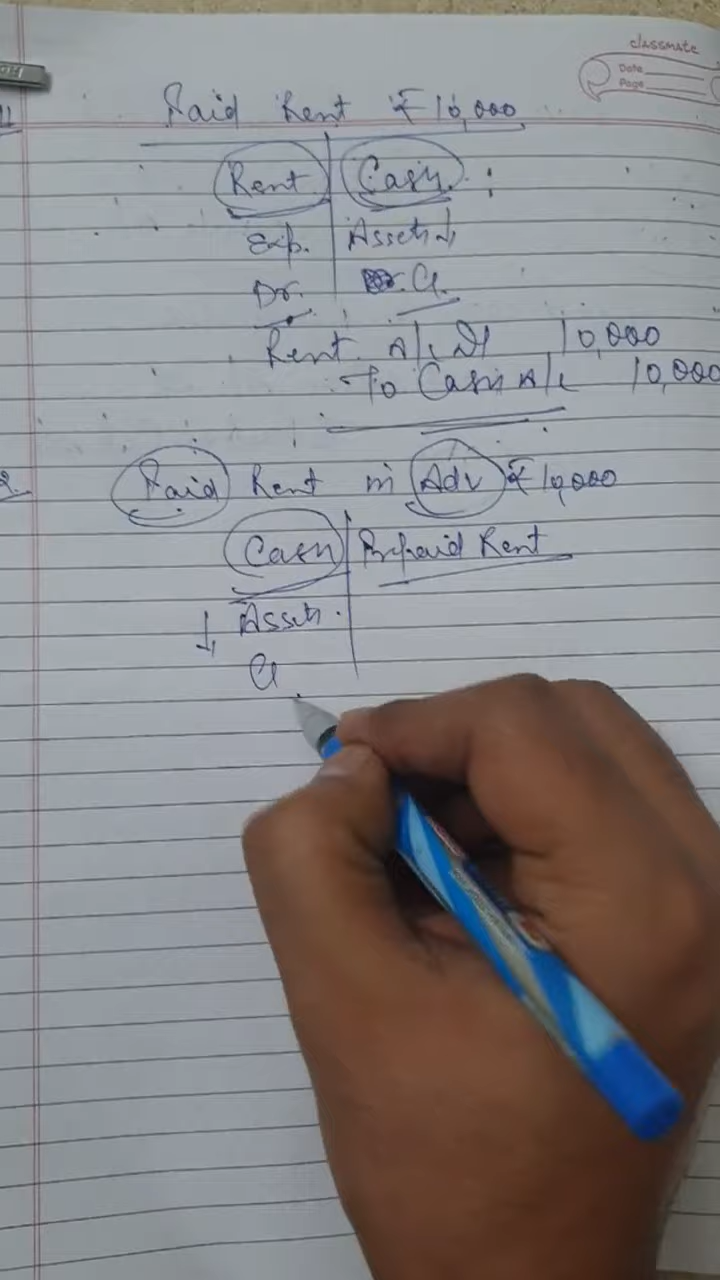 classmate
Date
Page
11
Paid Rent ₹ 10,000
Rent Cash :
Exp. Assets ↓
Dr. Cr.
Rent A/c Dr 10,000
To Cash A/c 10,000
2. Paid Rent in Adv ₹ 10,000
Cash Prepaid Rent
↓ Assets.
Cr